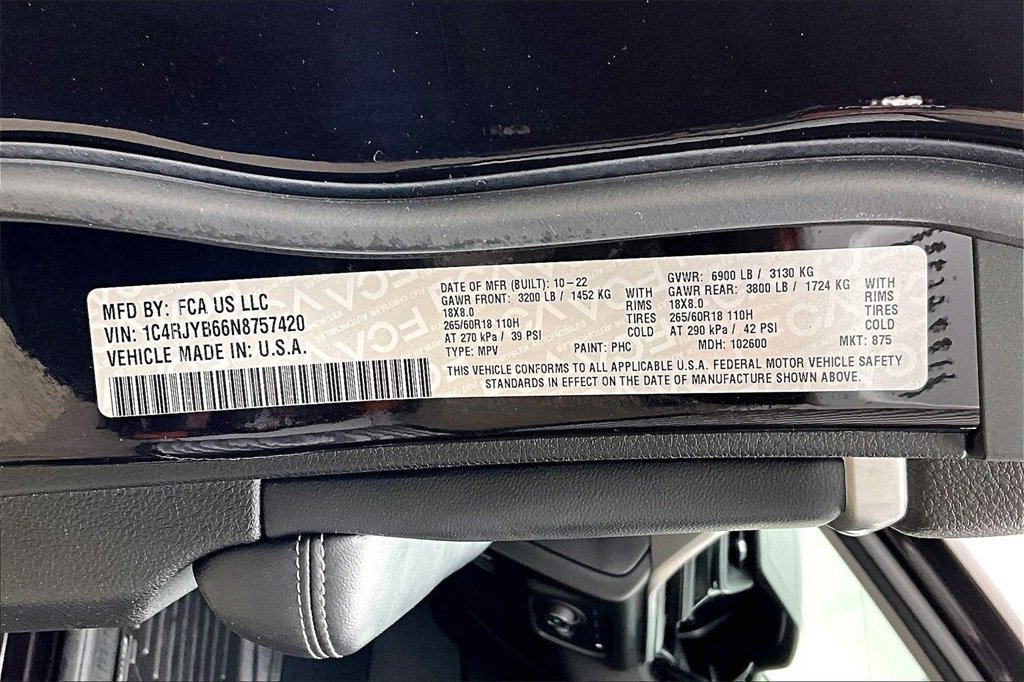 MFD BY: FCA US LLC
VIN: 1C4RJYB66N8757420
VEHICLE MADE IN: U.S.A.
DATE OF MFR (BUILT): 10-22
GAWR FRONT: 3200 LB / 1452 KG WITH
18X8.0 RIMS
265/60R18 110H TIRES
AT 270 kPa / 39 PSI COLD
TYPE: MPV PAINT: PHC
GVWR: 6900 LB / 3130 KG
GAWR REAR: 3800 LB / 1724 KG WITH
18X8.0 RIMS
265/60R18 110H TIRES
AT 290 kPa / 42 PSI COLD
MDH: 102600 MKT: 875
THIS VEHICLE CONFORMS TO ALL APPLICABLE U.S.A. FEDERAL MOTOR VEHICLE SAFETY
STANDARDS IN EFFECT ON THE DATE OF MANUFACTURE SHOWN ABOVE.